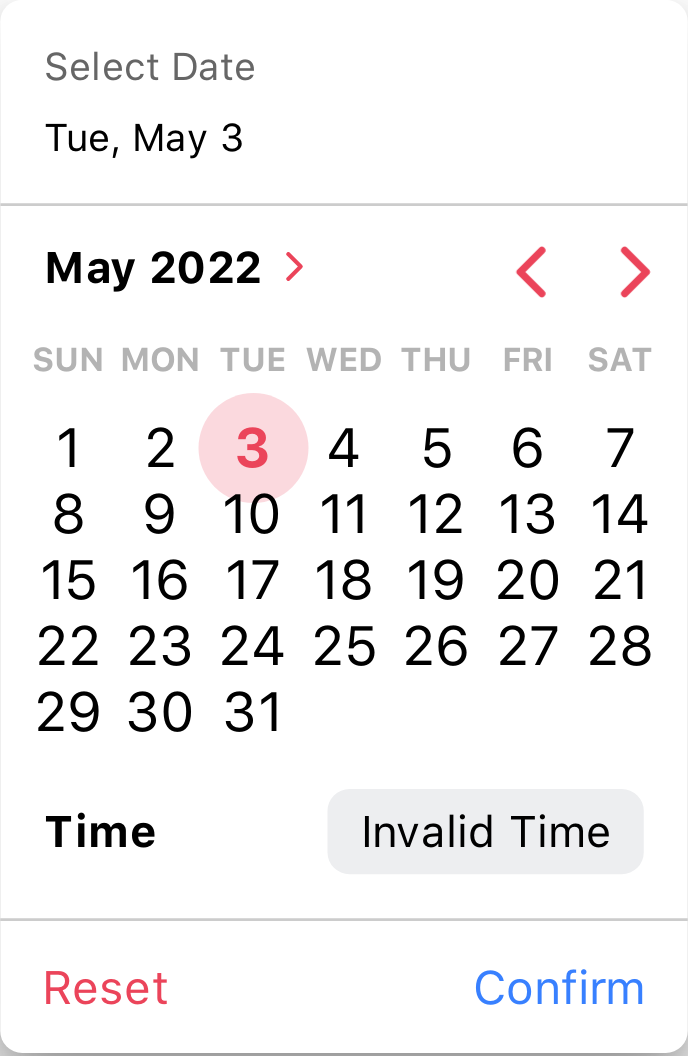 Select Date
Tue, May 3
May 2022
SUN MON TUE WED THU FRI SAT
1 2 3 4 5 6 7
8 9 10 11 12 13 14
15 16 17 18 19 20 21
22 23 24 25 26 27 28
29 30 31
Time Invalid Time
Reset Confirm